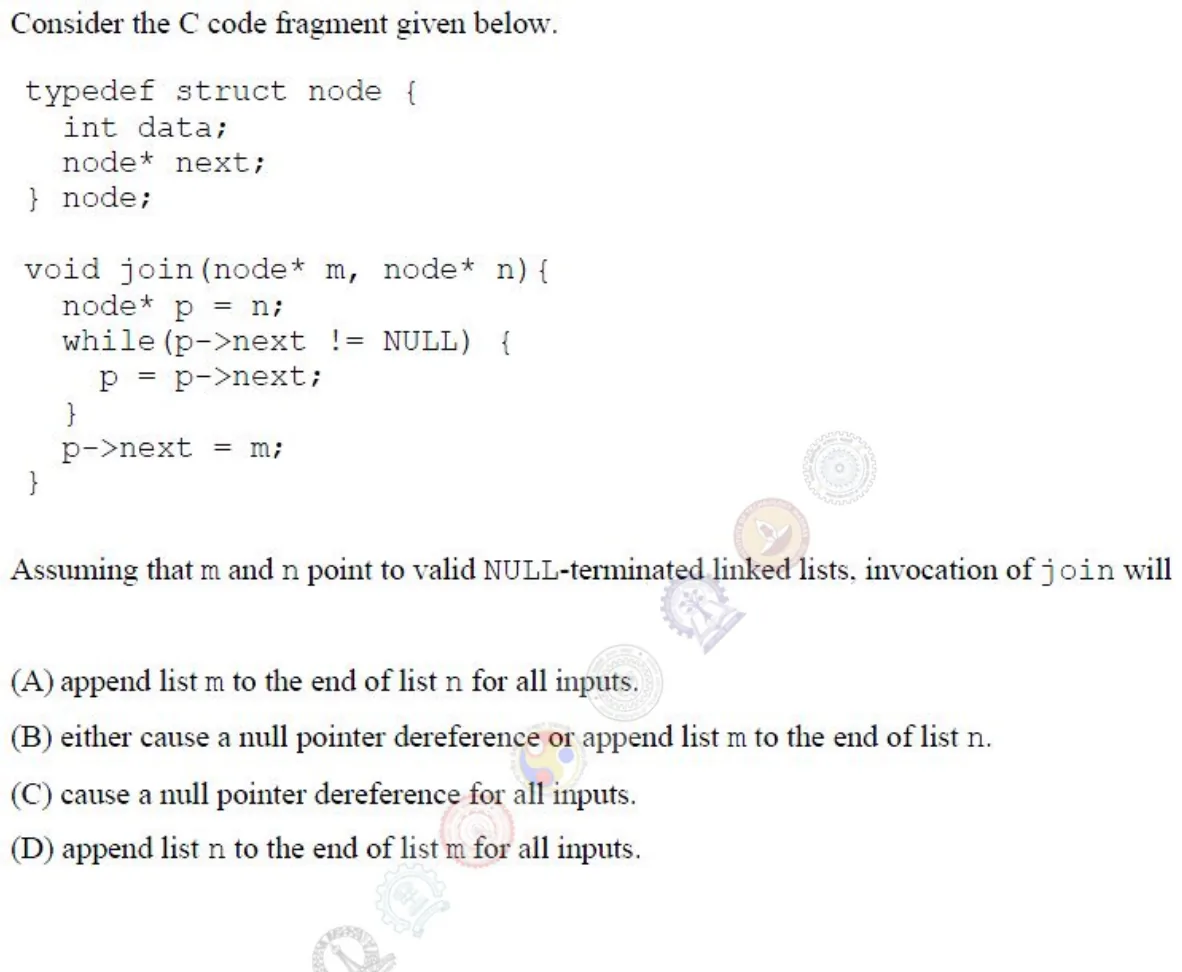 Consider the C code fragment given below.
typedef struct node {
int data;
node* next;
} node;
void join(node* m, node* n){
node* p = n;
while(p->next != NULL) {
p = p->next;
}
p->next = m;
}
Assuming that m and n point to valid NULL-terminated linked lists, invocation of join will
(A) append list m to the end of list n for all inputs.
(B) either cause a null pointer dereference or append list m to the end of list n.
(C) cause a null pointer dereference for all inputs.
(D) append list n to the end of list m for all inputs.